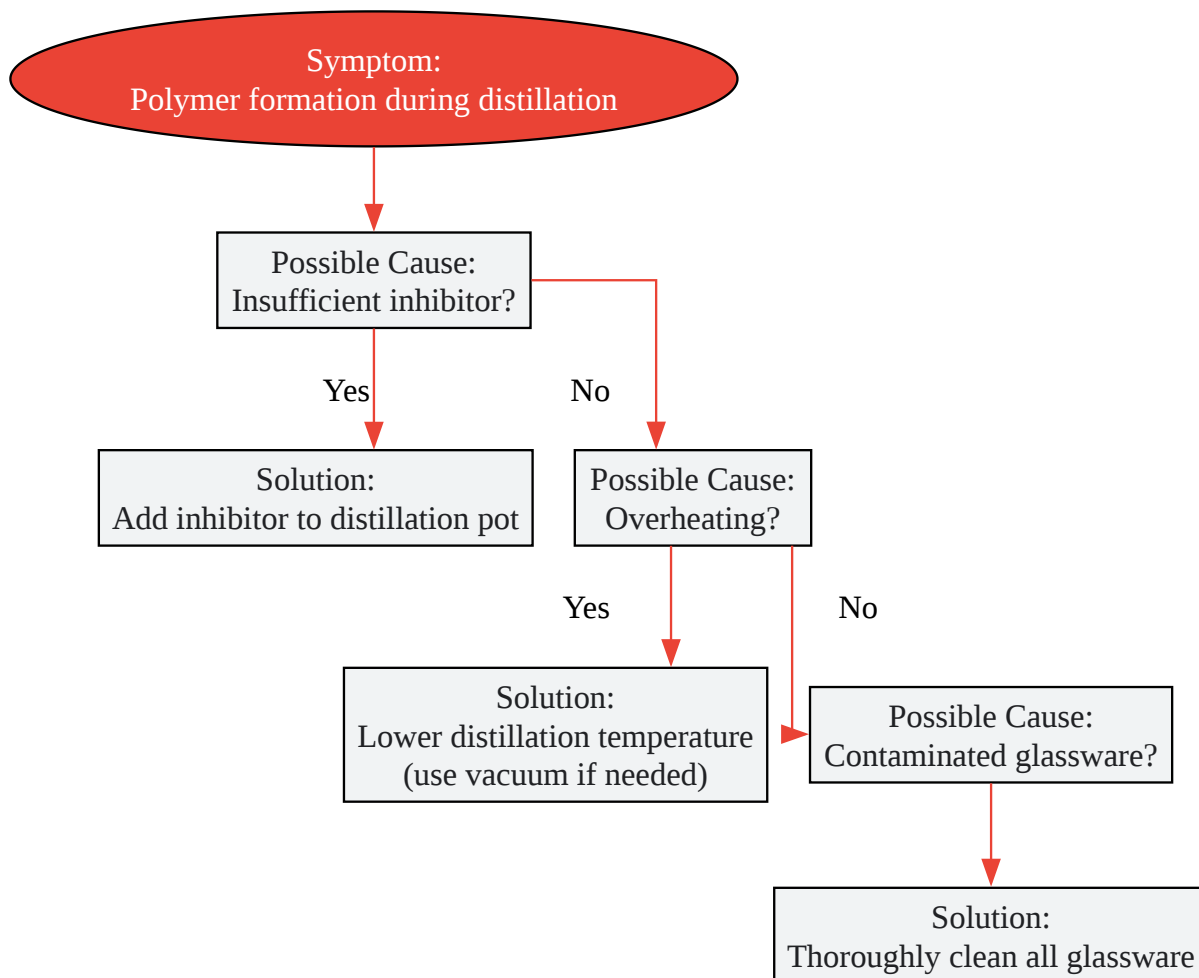 Symptom:
Polymer formation during distillation
Possible Cause:
Insufficient inhibitor?
Yes
No
Solution:
Add inhibitor to distillation pot
Possible Cause:
Overheating?
Yes
No
Solution:
Lower distillation temperature
(use vacuum if needed)
Possible Cause:
Contaminated glassware?
Solution:
Thoroughly clean all glassware